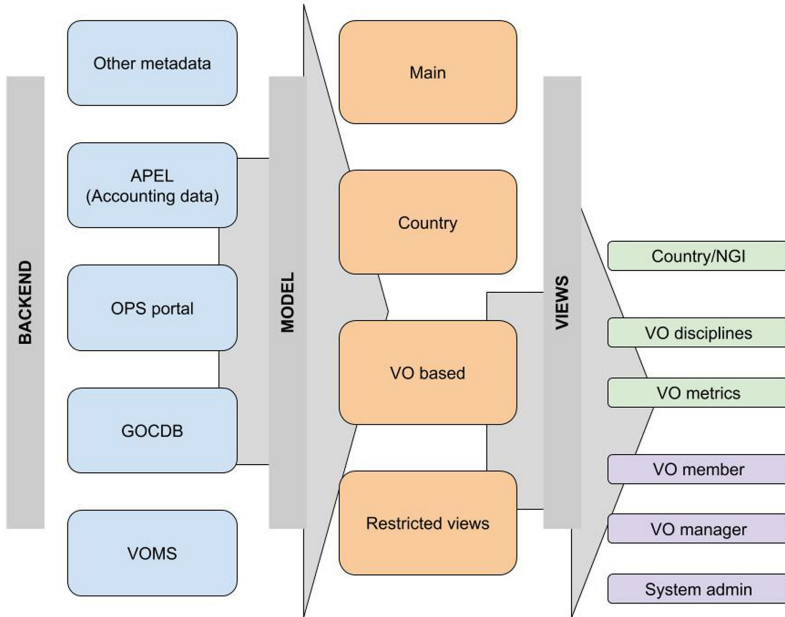 BACKEND
Other metadata
APEL
(Accounting data)
OPS portal
GOCDB
VOMS
MODEL
Main
Country
VO based
Restricted views
VIEWS
Country/NGI
VO disciplines
VO metrics
VO member
VO manager
System admin